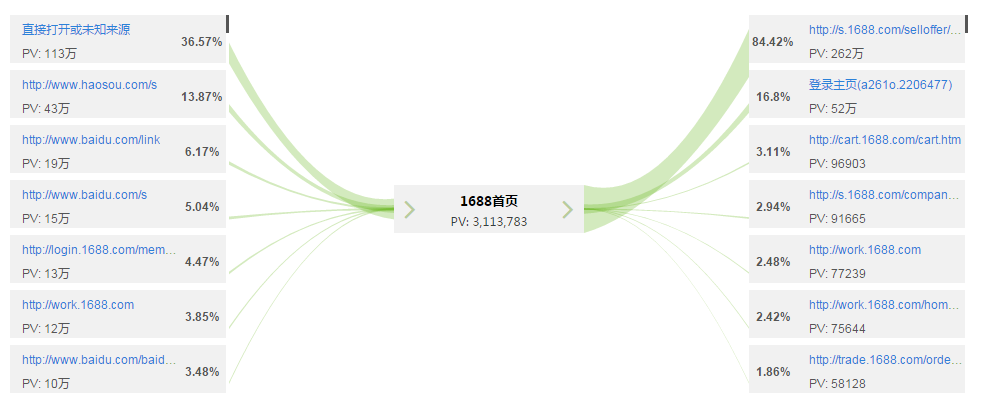 直接打开或未知来源
36.57%
PV: 113万
http://www.haosou.com/s
13.87%
PV: 43万
http://www.baidu.com/link
6.17%
PV: 19万
http://www.baidu.com/s
5.04%
PV: 15万
http://login.1688.com/mem...
4.47%
PV: 13万
http://work.1688.com
3.85%
PV: 12万
http://www.baidu.com/baid...
3.48%
PV: 10万
1688首页
PV: 3,113,783
http://s.1688.com/selloffer/...
84.42%
PV: 262万
登录主页(a261o.2206477)
16.8%
PV: 52万
http://cart.1688.com/cart.htm
3.11%
PV: 96903
http://s.1688.com/compan...
2.94%
PV: 91665
http://work.1688.com
2.48%
PV: 77239
http://work.1688.com/hom...
2.42%
PV: 75644
http://trade.1688.com/orde...
1.86%
PV: 58128